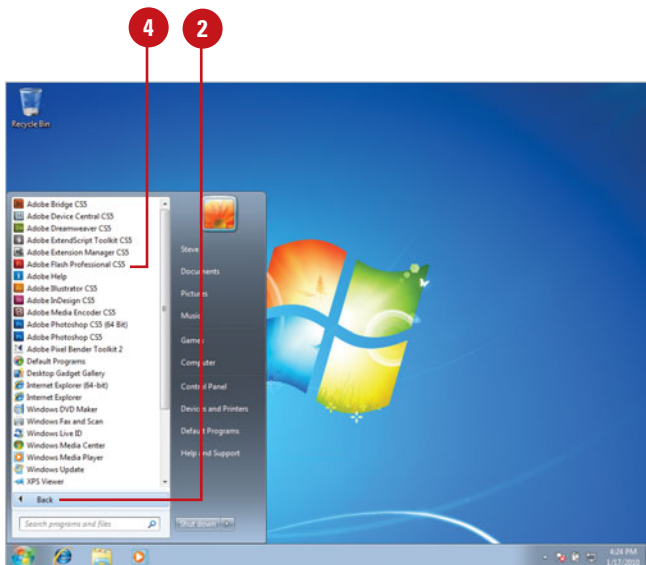 4
2
Recycle Bin
Adobe Bridge CS5
Adobe Device Central CS5
Adobe Dreamweaver CS5
Adobe ExtendScript Toolkit CS5
Adobe Extension Manager CS5
Adobe Flash Professional CS5
Adobe Help
Adobe Illustrator CS5
Adobe InDesign CS5
Adobe Media Encoder CS5
Adobe Photoshop CS5 (64 Bit)
Adobe Photoshop CS5
Adobe Pixel Bender Toolkit 2
Default Programs
Desktop Gadget Gallery
Internet Explorer (64-bit)
Internet Explorer
Windows DVD Maker
Windows Fax and Scan
Windows Live ID
Windows Media Center
Windows Media Player
Windows Update
XPS Viewer
Back
Search programs and files
Steve
Documents
Pictures
Music
Games
Computer
Control Panel
Devices and Printers
Default Programs
Help and Support
Shut down
4:24 PM
1/17/2010